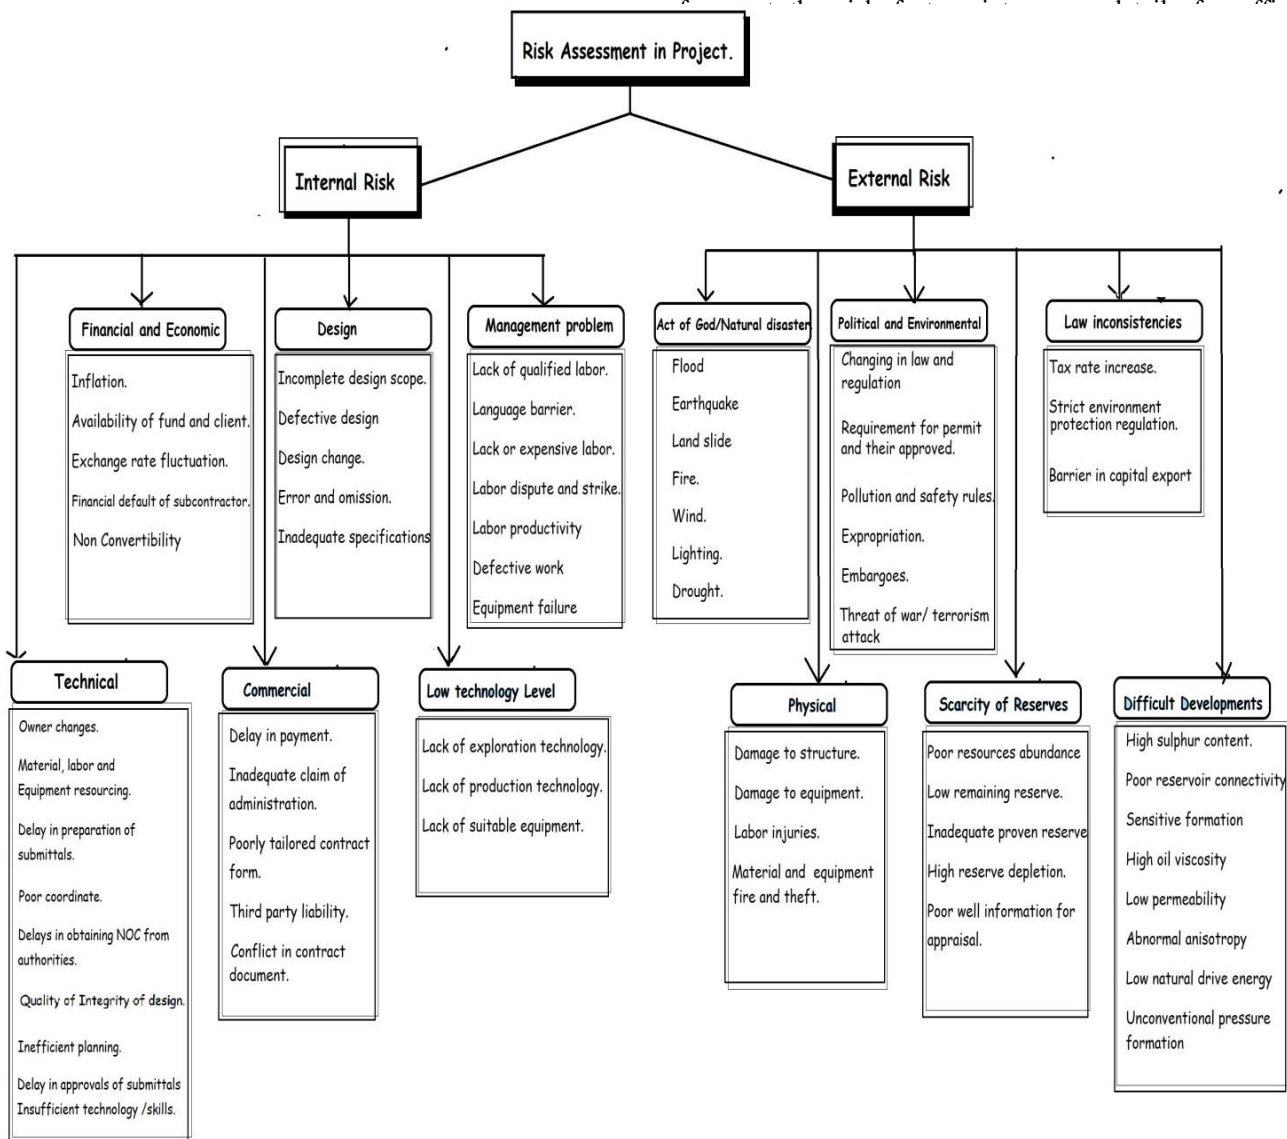 Risk Assessment in Project.
Internal Risk
External Risk
Financial and Economic
Inflation.
Availability of fund and client.
Exchange rate fluctuation.
Financial default of subcontractor.
Non Convertibility
Design
Incomplete design scope.
Defective design
Design change.
Error and omission.
Inadequate specifications
Management problem
Lack of qualified labor.
Language barrier.
Lack or expensive labor.
Labor dispute and strike.
Labor productivity
Defective work
Equipment failure
Act of God/Natural disaster
Flood
Earthquake
Land slide
Fire.
Wind.
Lighting.
Drought.
Political and Environmental
Changing in law and
regulation
Requirement for permit
and their approved.
Pollution and safety rules.
Expropriation.
Embargoes.
Threat of war/ terrorism
attack
Law inconsistencies
Tax rate increase.
Strict environment
protection regulation.
Barrier in capital export
Technical
Owner changes.
Material, labor and
Equipment resourcing.
Delay in preparation of
submittals.
Poor coordinate.
Delays in obtaining NOC from
authorities.
Quality of Integrity of design.
Inefficient planning.
Delay in approvals of submittals
Insufficient technology /skills.
Commercial
Delay in payment.
Inadequate claim of
administration.
Poorly tailored contract
form.
Third party liability.
Conflict in contract
document.
Low technology Level
Lack of exploration technology.
Lack of production technology.
Lack of suitable equipment.
Physical
Damage to structure.
Damage to equipment.
Labor injuries.
Material and equipment
fire and theft.
Scarcity of Reserves
Poor resources abundance
Low remaining reserve.
Inadequate proven reserve
High reserve depletion.
Poor well information for
appraisal.
Difficult Developments
High sulphur content.
Poor reservoir connectivity
Sensitive formation
High oil viscosity
Low permeability
Abnormal anisotropy
Low natural drive energy
Unconventional pressure
formation